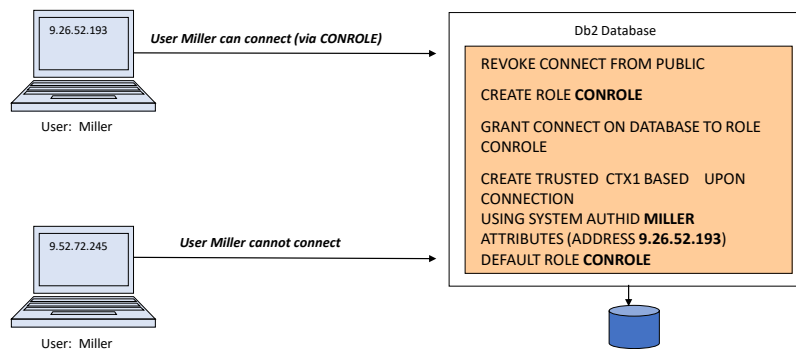 9.26.52.193
User Miller can connect (via CONROLE)
User: Miller
9.52.72.245
User Miller cannot connect
User: Miller
Db2 Database
REVOKE CONNECT FROM PUBLIC
CREATE ROLE CONROLE
GRANT CONNECT ON DATABASE TO ROLE
CONROLE
CREATE TRUSTED CTX1 BASED UPON
CONNECTION
USING SYSTEM AUTHID MILLER
ATTRIBUTES (ADDRESS 9.26.52.193)
DEFAULT ROLE CONROLE